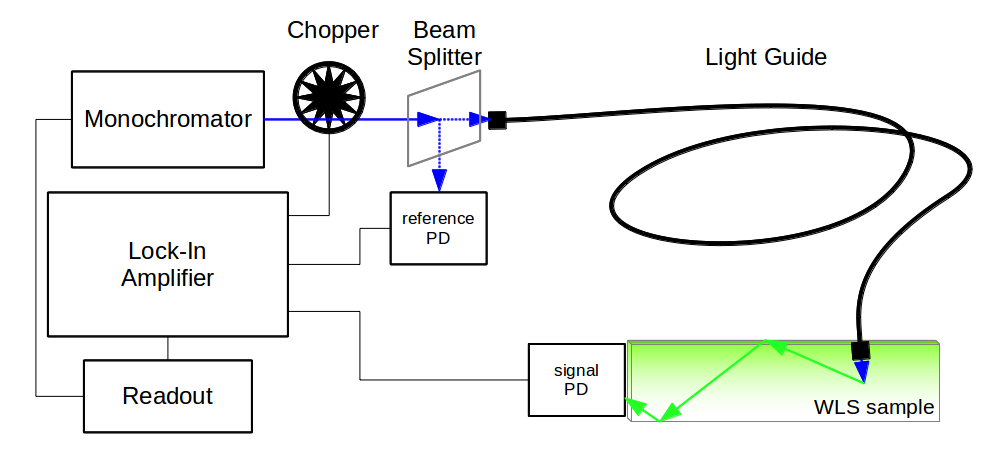 Chopper
Beam
Splitter
Light Guide
Monochromator
reference
PD
Lock-In
Amplifier
signal
PD
Readout
WLS sample